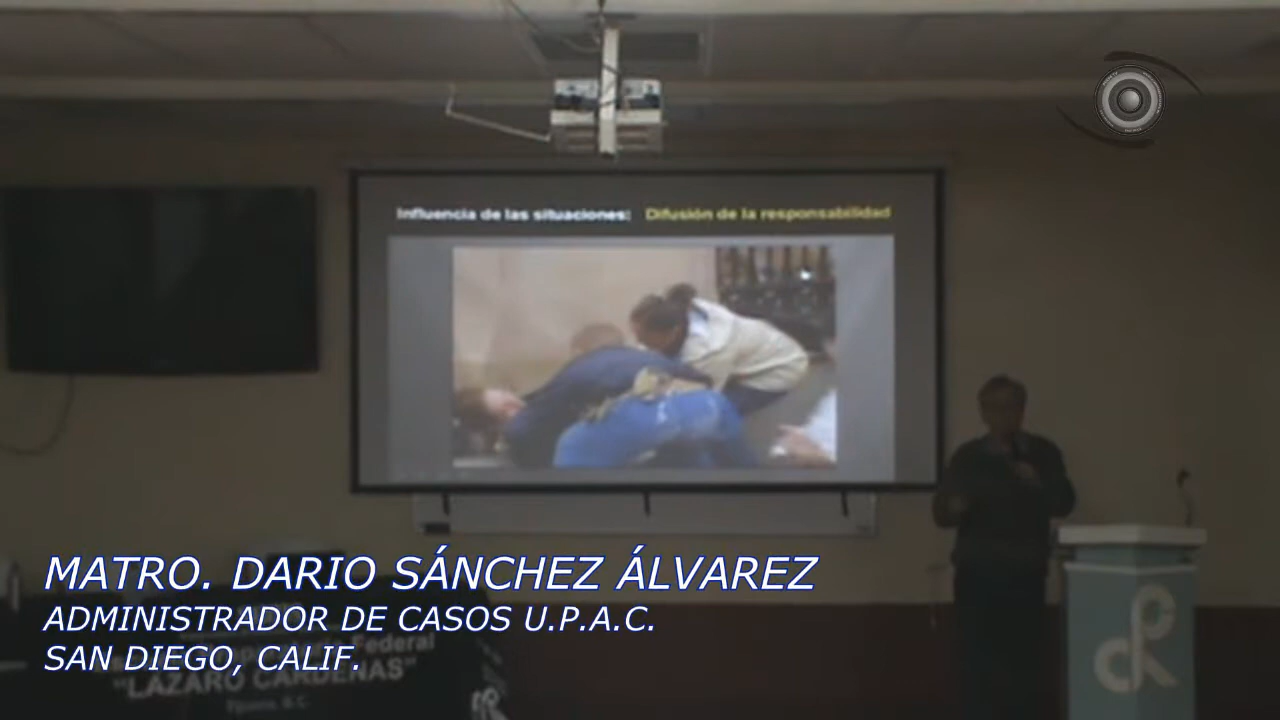 Influencia de las situaciones: Difusión de la responsabilidad
MATRO. DARIO SÁNCHEZ ÁLVAREZ
ADMINISTRADOR DE CASOS U.P.A.C.
SAN DIEGO, CALIF.
Federal
"LAZARO CARDENAS"